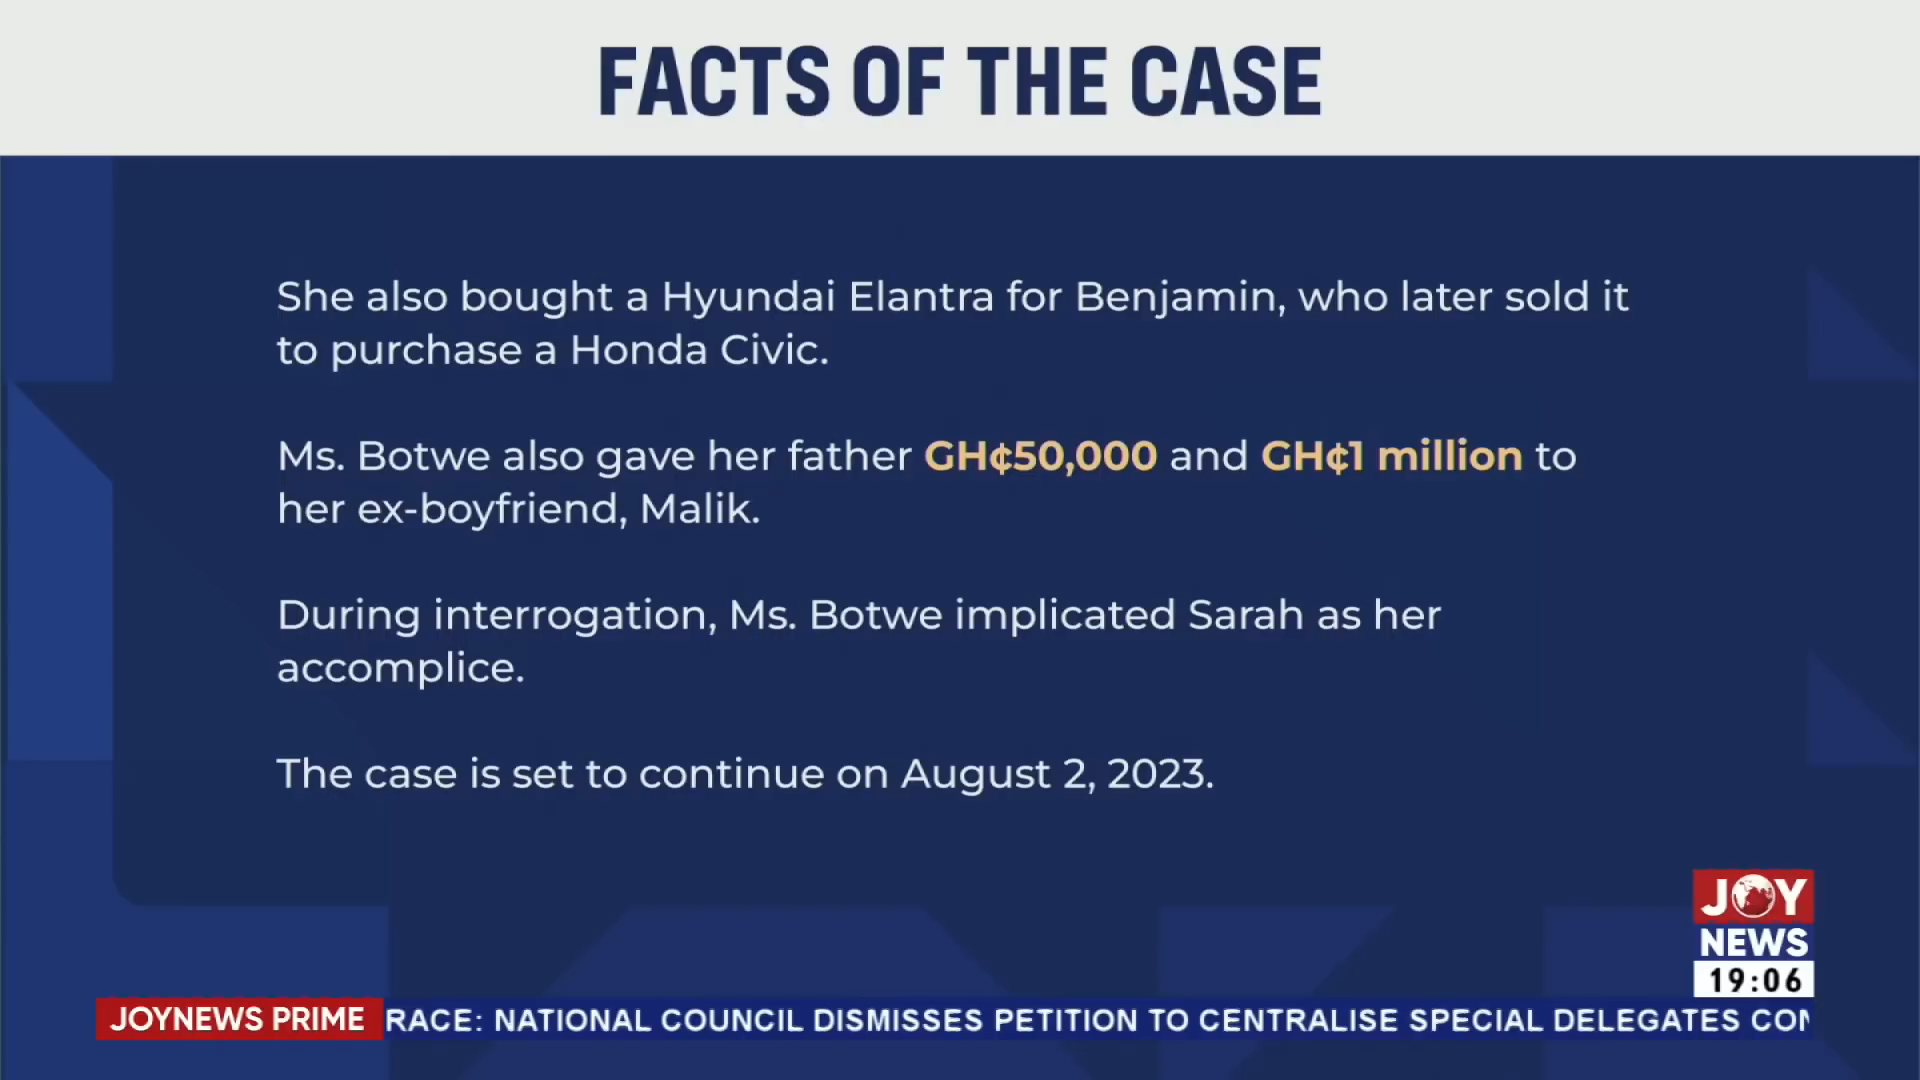 FACTS OF THE CASE
She also bought a Hyundai Elantra for Benjamin, who later sold it
to purchase a Honda Civic.
Ms. Botwe also gave her father GH¢50,000 and GH¢1 million to
her ex-boyfriend, Malik.
During interrogation, Ms. Botwe implicated Sarah as her
accomplice.
The case is set to continue on August 2, 2023.
JOY
NEWS
19:06
JOYNEWS PRIME RACE: NATIONAL COUNCIL DISMISSES PETITION TO CENTRALISE SPECIAL DELEGATES